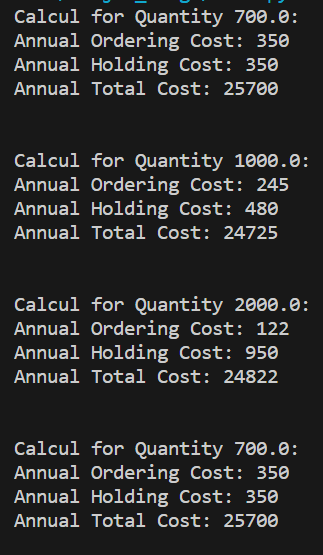 Calcul for Quantity 700.0:
Annual Ordering Cost: 350
Annual Holding Cost: 350
Annual Total Cost: 25700
Calcul for Quantity 1000.0:
Annual Ordering Cost: 245
Annual Holding Cost: 480
Annual Total Cost: 24725
Calcul for Quantity 2000.0:
Annual Ordering Cost: 122
Annual Holding Cost: 950
Annual Total Cost: 24822
Calcul for Quantity 700.0:
Annual Ordering Cost: 350
Annual Holding Cost: 350
Annual Total Cost: 25700